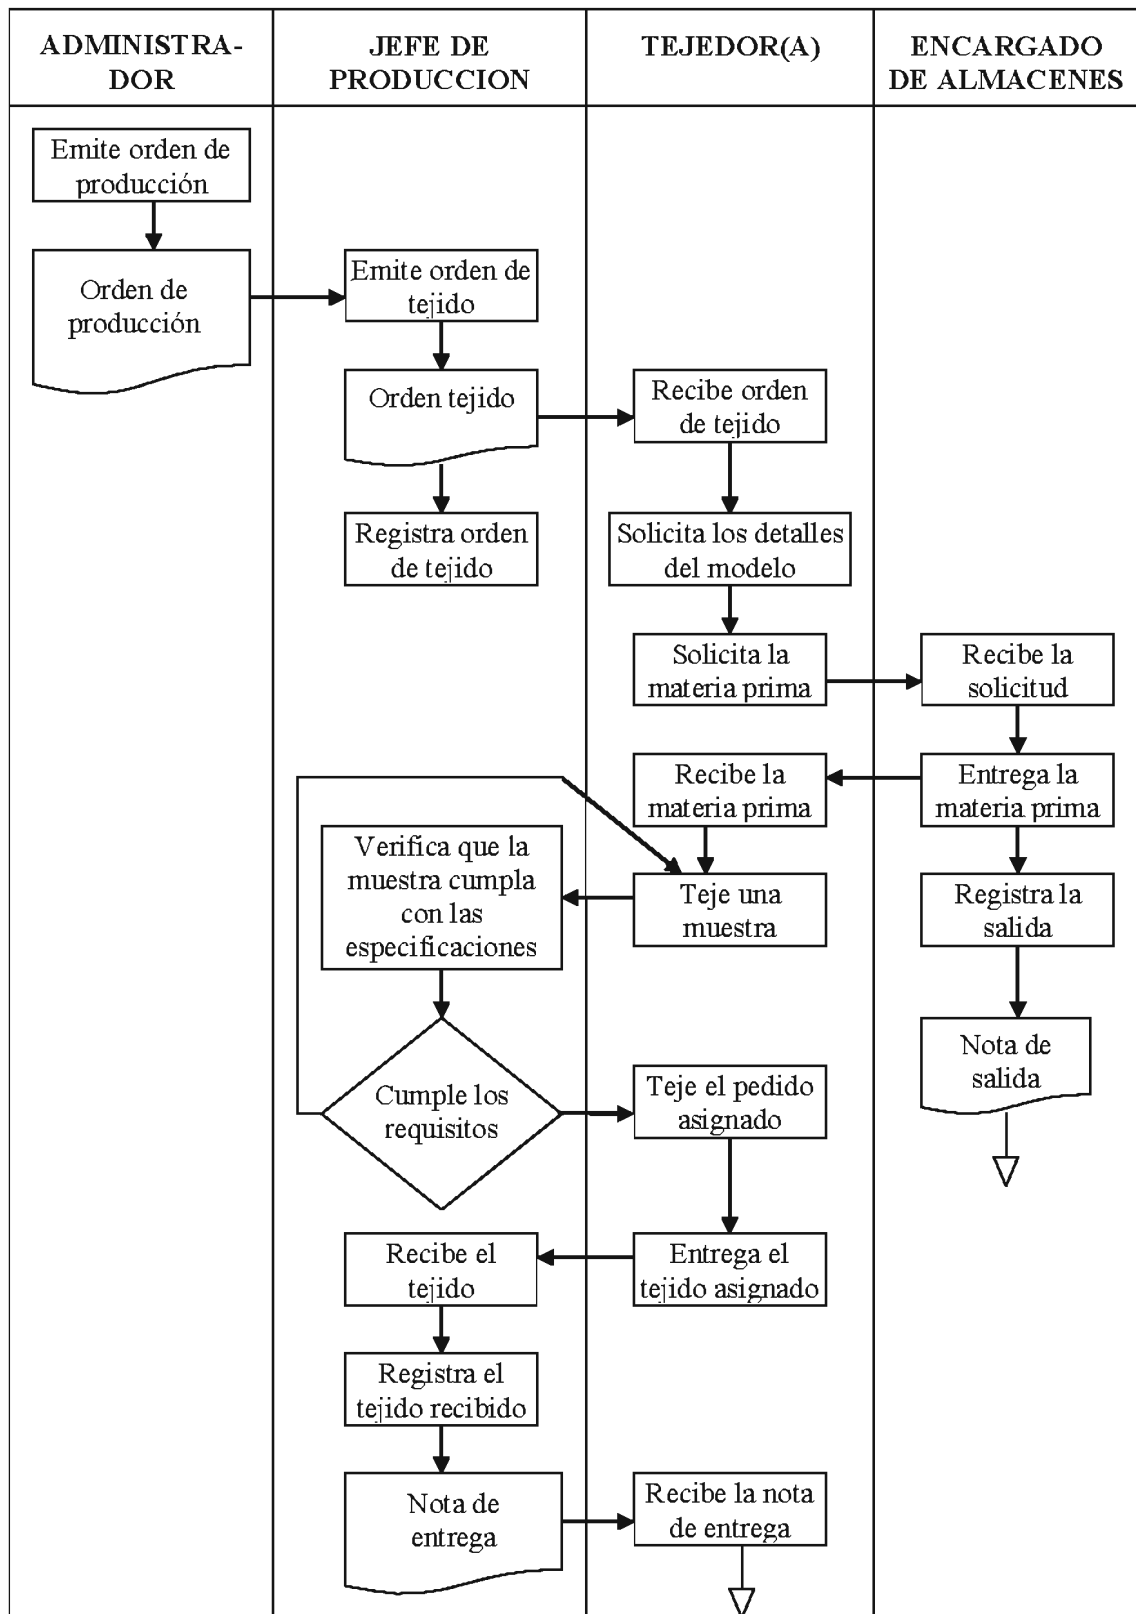 ADMINISTRA-
DOR
JEFE DE
PRODUCCION
TEJEDOR(A)
ENCARGADO
DE ALMACENES
Emite orden de
producción
Orden de
producción
Emite orden de
tejido
Orden tejido
Recibe orden
de tejido
Registra orden
de tejido
Solicita los detalles
del modelo
Solicita la
materia prima
Recibe la
solicitud
Recibe la
materia prima
Entrega la
materia prima
Verifica que la
muestra cumpla
con las
especificaciones
Teje una
muestra
Registra la
salida
Nota de
salida
Cumple los
requisitos
Teje el pedido
asignado
Recibe el
tejido
Entrega el
tejido asignado
Registra el
tejido recibido
Nota de
entrega
Recibe la nota
de entrega